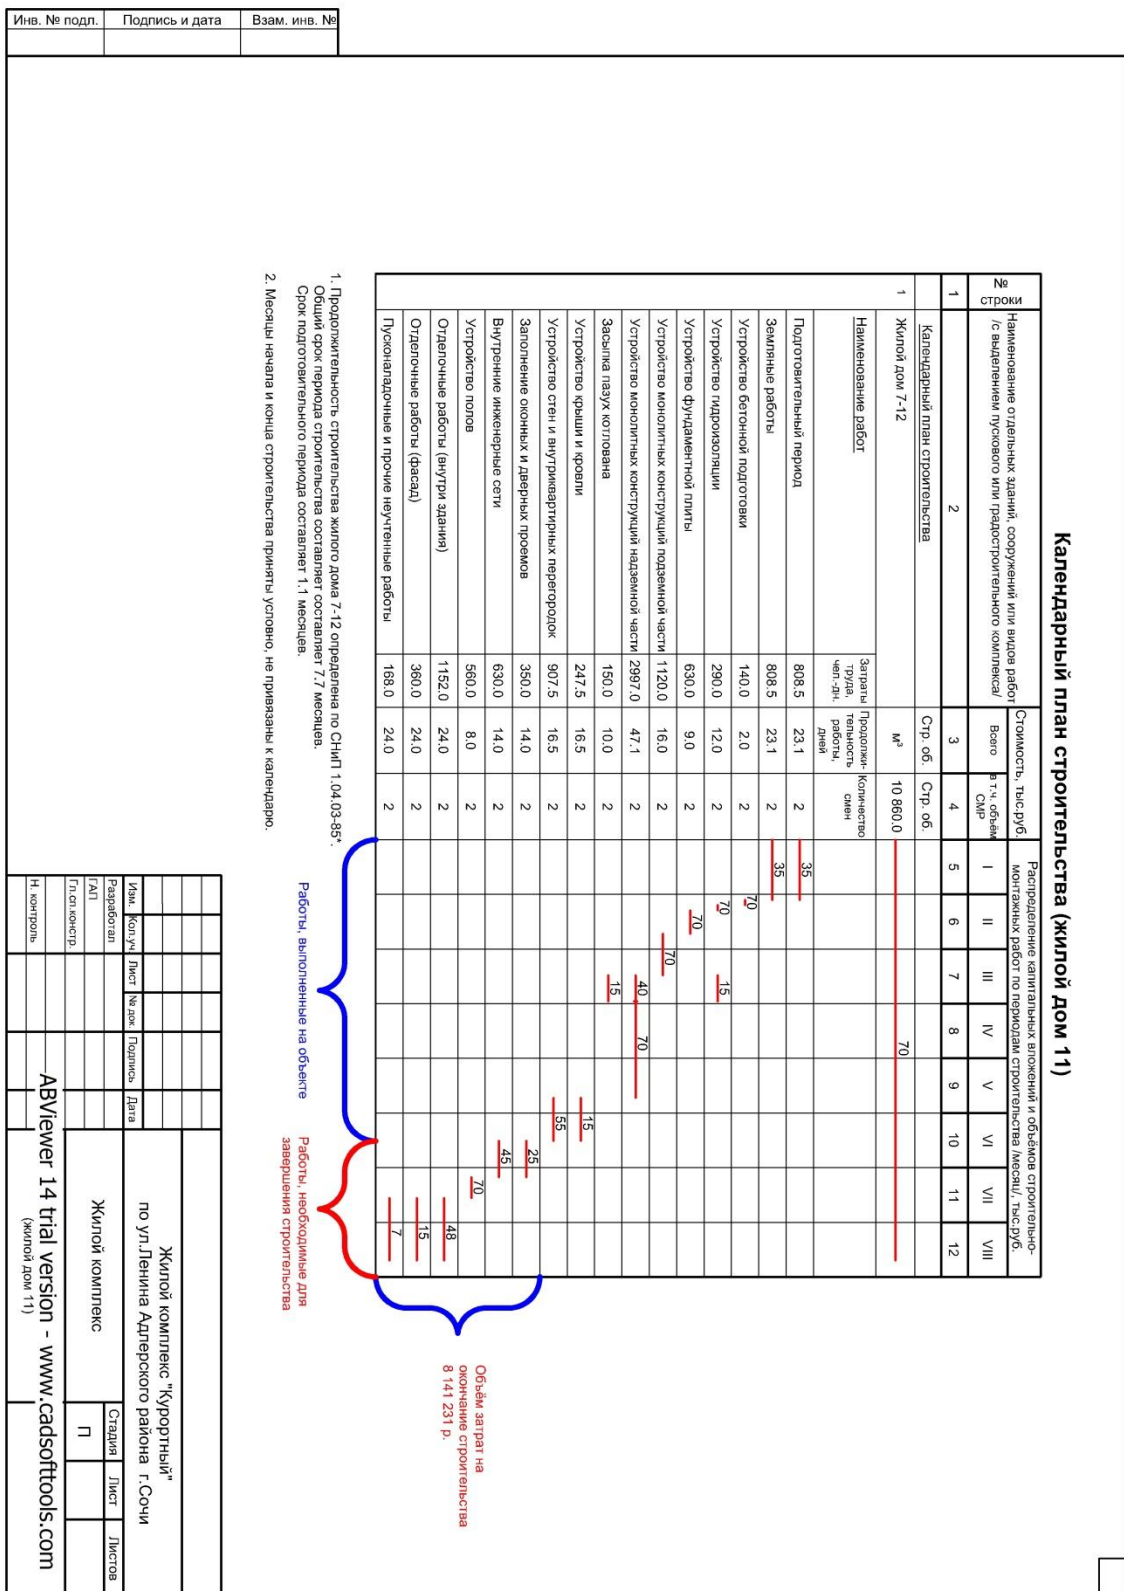 Календарный план строительства (жилой дом 11)
№
строки
Наименование отдельных зданий, сооружений или видов работ
/с выделением пускового или градостроительного комплекса/
Стоимость, тыс.руб.
Всего
в т.ч. объём
СМР
Распределение капитальных вложений и объёмов строительно-
монтажных работ по периодам строительства /месяц/, тыс.руб.
I II III IV V VI VII VIII
1 2 3 4 5 6 7 8 9 10 11 12
Календарный план строительства Стр. об. Стр. об.
1 Жилой дом 7-12 м³ 10 860.0 70
Наименование работ
Затраты
труда,
чел.-дн.
Продолжи-
тельность
работы,
дней
Количество
смен
Подготовительный период 808.5 23.1 2 35
Земляные работы 808.5 23.1 2 35
Устройство бетонной подготовки 140.0 2.0 2 70
Устройство гидроизоляции 290.0 12.0 2 70 15
Устройство фундаментной плиты 630.0 9.0 2 70
Устройство монолитных конструкций подземной части 1120.0 16.0 2 70
Устройство монолитных конструкций надземной части 2997.0 47.1 2 40 70
Засыпка пазух котлована 150.0 10.0 2 15
Устройство крыши и кровли 247.5 16.5 2 15
Устройство стен и внутриквартирных перегородок 907.5 16.5 2 55
Заполнение оконных и дверных проемов 350.0 14.0 2 25
Внутренние инженерные сети 630.0 14.0 2 45
Устройство полов 560.0 8.0 2 70
Отделочные работы (внутри здания) 1152.0 24.0 2 48
Отделочные работы (фасад) 360.0 24.0 2 15
Пусконаладочные и прочие неучтенные работы 168.0 24.0 2 7
Объём затрат на
окончание строительства
8 141 231 р.
Работы, выполненные на объекте
Работы, необходимые для
завершения строительства
1. Продолжительность строительства жилого дома 7-12 определена по СНиП 1.04.03-85*.
Общий срок периода строительства составляет составляет 7.7 месяцев.
Срок подготовительного периода составляет 1.1 месяцев.
2. Месяцы начала и конца строительства приняты условно, не привязаны к календарю.
Взам. инв. №
Подпись и дата
Инв. № подл.
Изм. Кол.уч Лист № док. Подпись Дата
Разработал
ГАП
Гл.сп.констр.
Н. контроль
Жилой комплекс "Курортный"
по ул.Ленина Адлерского района г.Сочи
Жилой комплекс
Стадия Лист Листов
П
ABViewer 14 trial version - www.cadsofttools.com
(жилой дом 11)